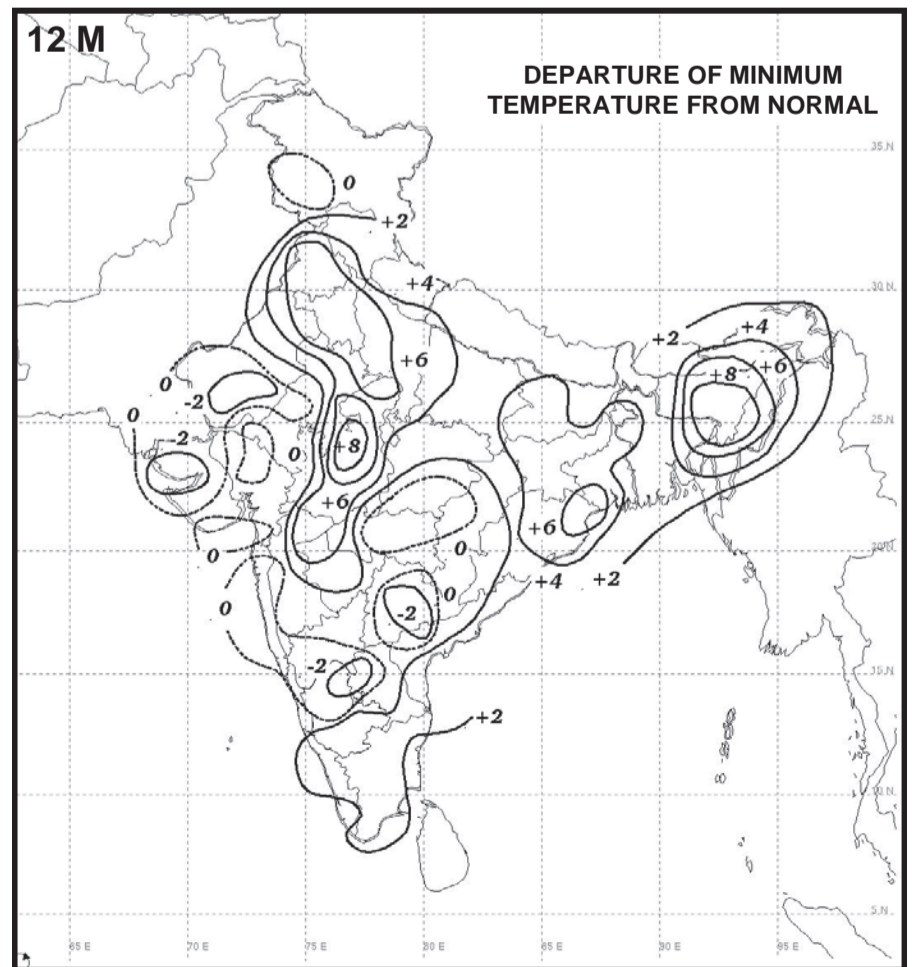 12 M
DEPARTURE OF MINIMUM
TEMPERATURE FROM NORMAL
35 N
0
+2
+4
30 N
+2
+4
+6
+6
+8
0
-2
0
-2
25 N
+8
0
+6
+6
0
0
20 N
+4
+2
0
0
-2
-2
15 N
+2
10 N
5 N
65 E
70 E
75 E
80 E
85 E
90 E
95 E